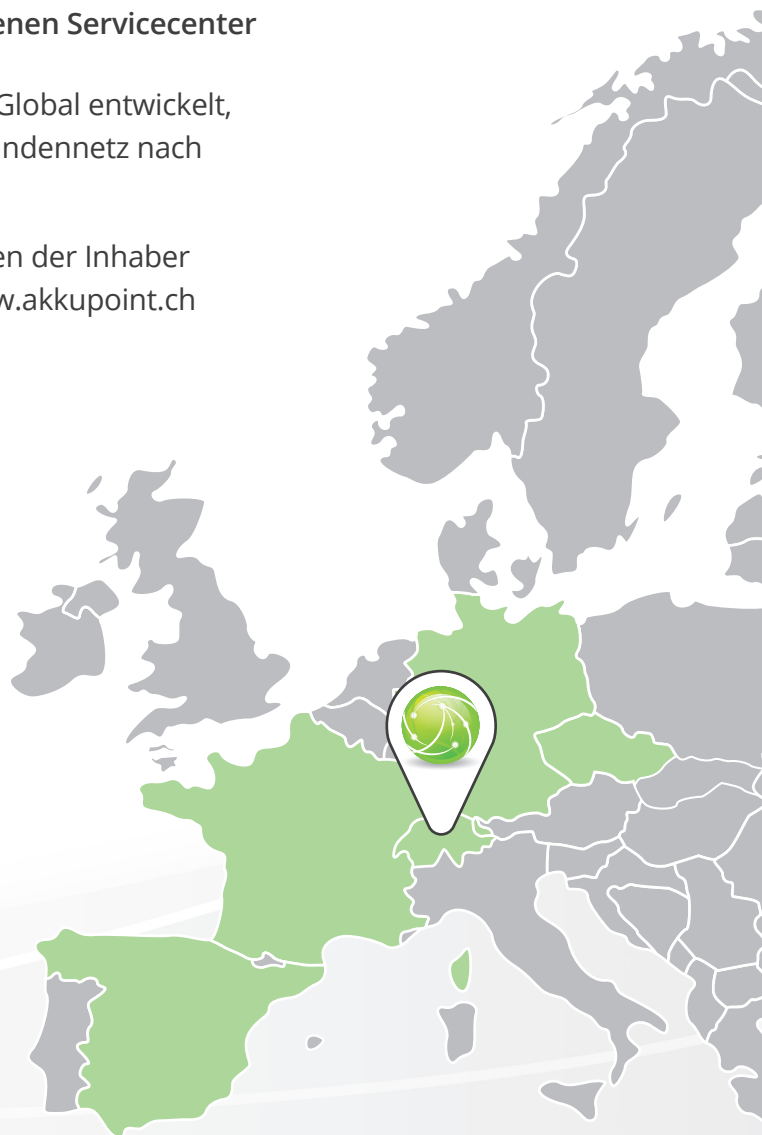 enen Servicecenter
Global entwickelt,
ndennetz nach
en der Inhaber
w.akkupoint.ch